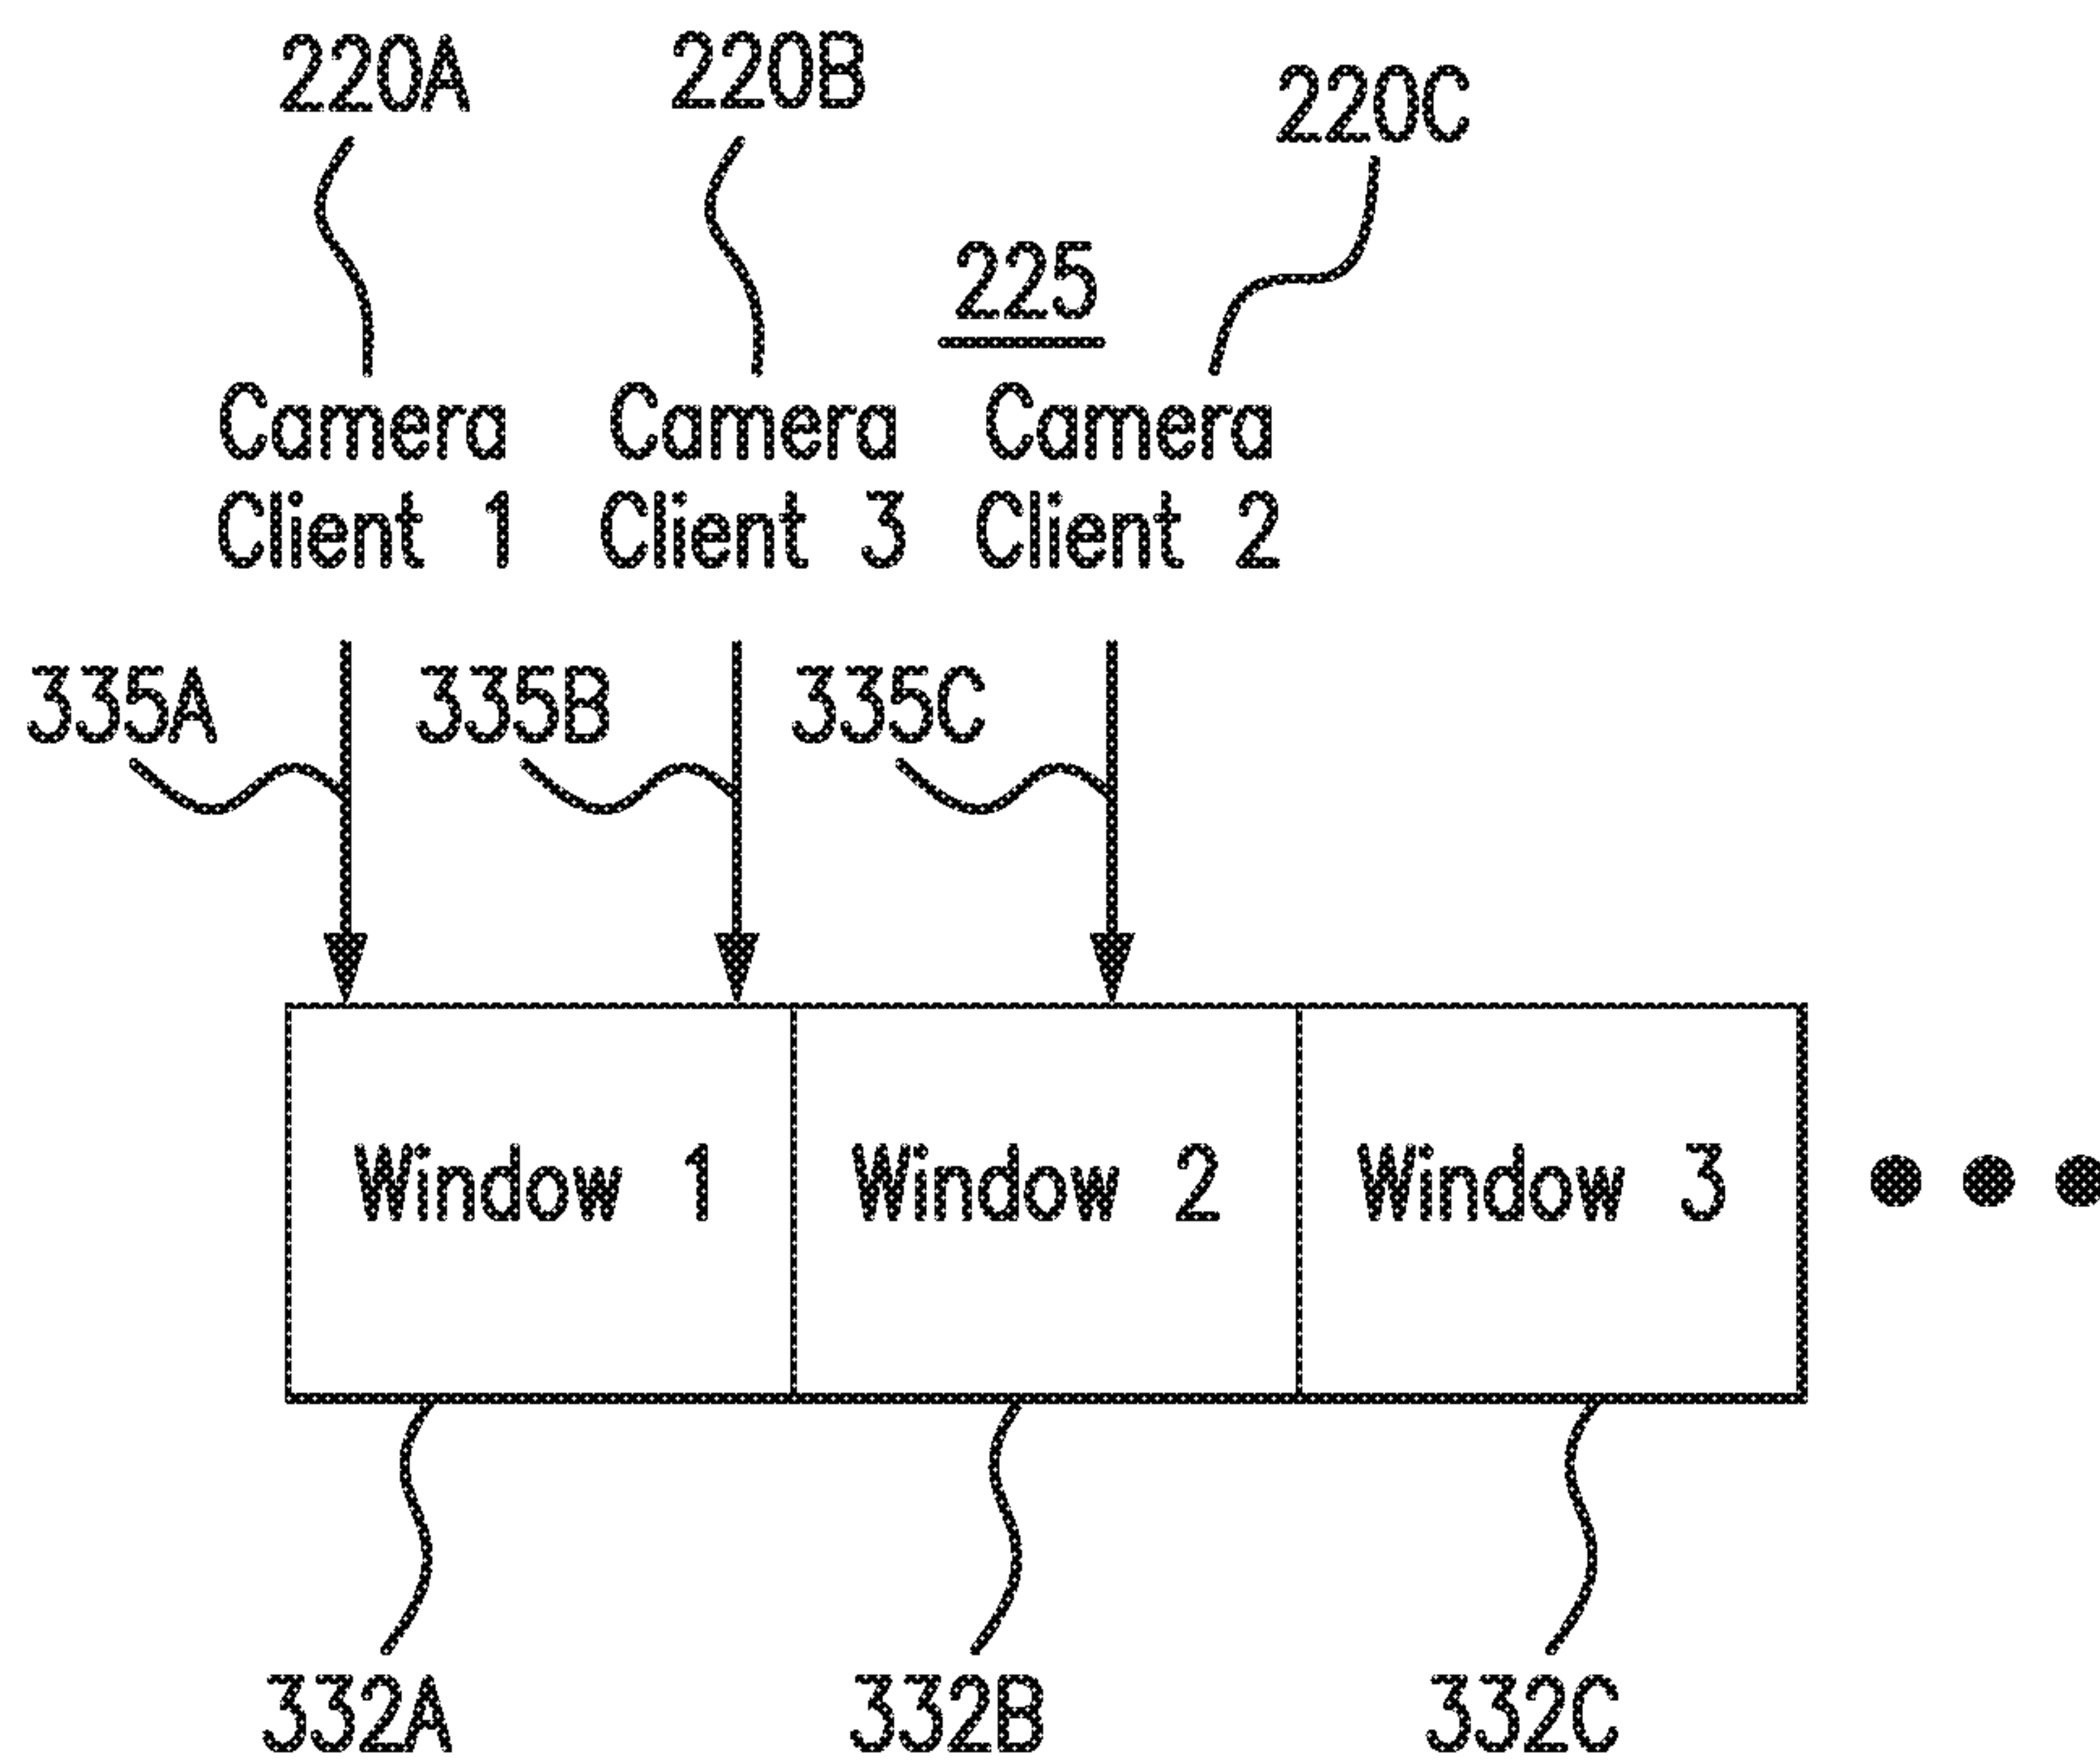 220A 220B 220C
225
Camera Camera Camera
Client 1 Client 3 Client 2
335A 335B 335C
Window 1 Window 2 Window 3
332A 332B 332C